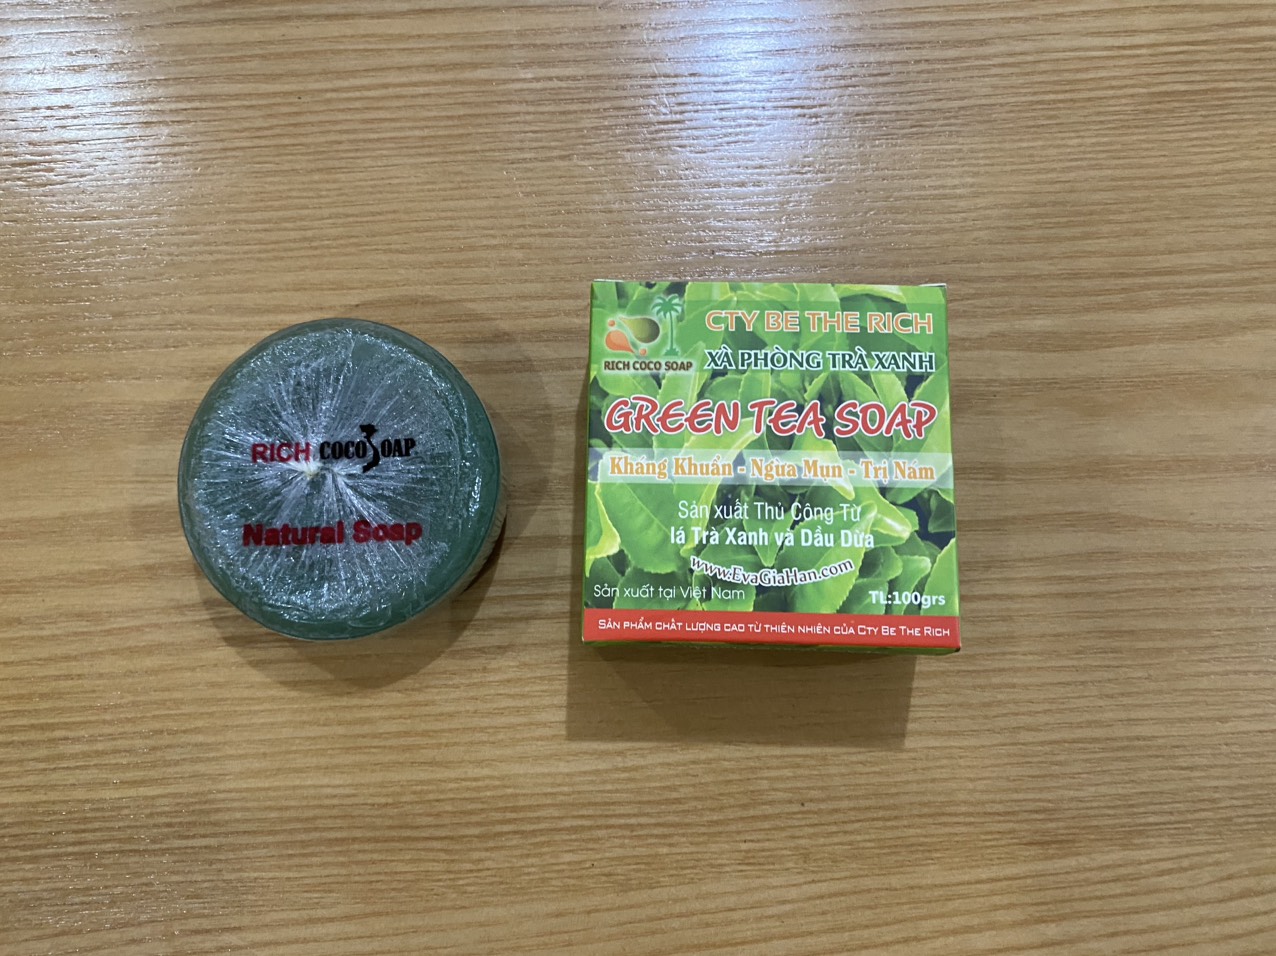 RICH COCO SOAP
Natural Soap
CTY BE THE RICH
RICH COCO SOAP
XÀ PHÒNG TRÀ XANH
GREEN TEA SOAP
Kháng Khuẩn - Ngừa Mụn - Trị Nám
Sản xuất Thủ Công Từ
lá Trà Xanh và Dầu Dừa
www.EvaGiaHan.com
Sản xuất tại Việt Nam
TL:100grs
SẢN PHẨM CHẤT LƯỢNG CAO TỪ THIÊN NHIÊN CỦA CTY BE THE RICH